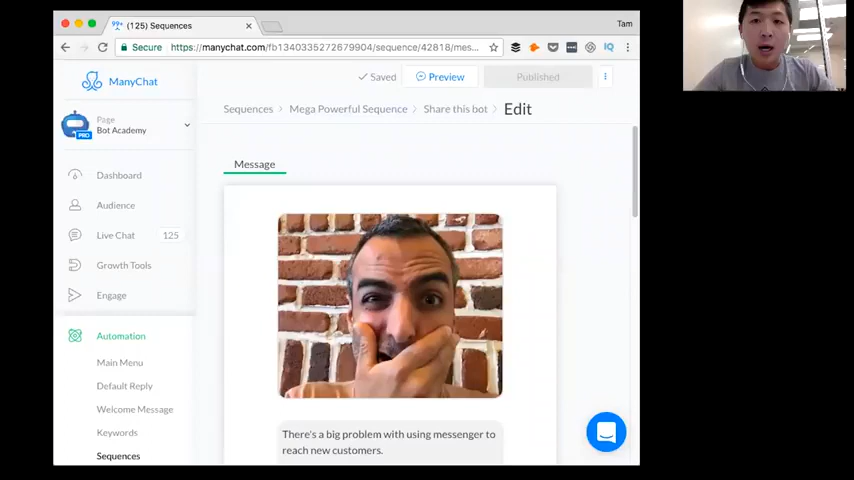 (125) Sequences
Tam
Secure
https://manychat.com/fb1340335272679904/sequence/42818/mes...
IQ
ManyChat
Saved
Preview
Published
Page
Bot Academy
PRO
Sequences > Mega Powerful Sequence > Share this bot > Edit
Message
Dashboard
Audience
Live Chat 125
Growth Tools
Engage
Automation
Main Menu
Default Reply
Welcome Message
Keywords
Sequences
There's a big problem with using messenger to
reach new customers.